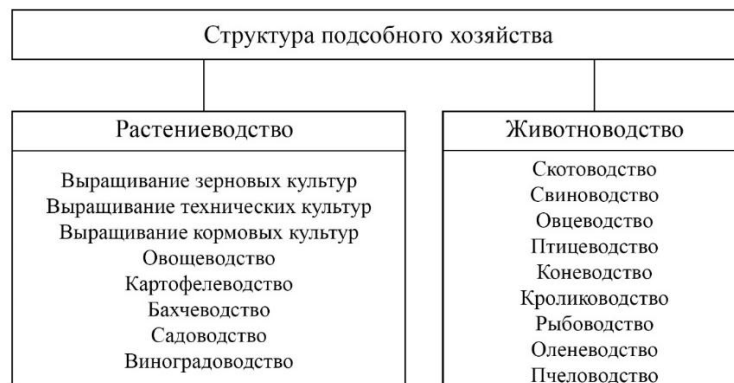 Структура подсобного хозяйства
Растениеводство
Выращивание зерновых культур
Выращивание технических культур
Выращивание кормовых культур
Овощеводство
Картофелеводство
Бахчеводство
Садоводство
Виноградоводство
Животноводство
Скотоводство
Свиноводство
Овцеводство
Птицеводство
Коневодство
Кролиководство
Рыбоводство
Оленеводство
Пчеловодство